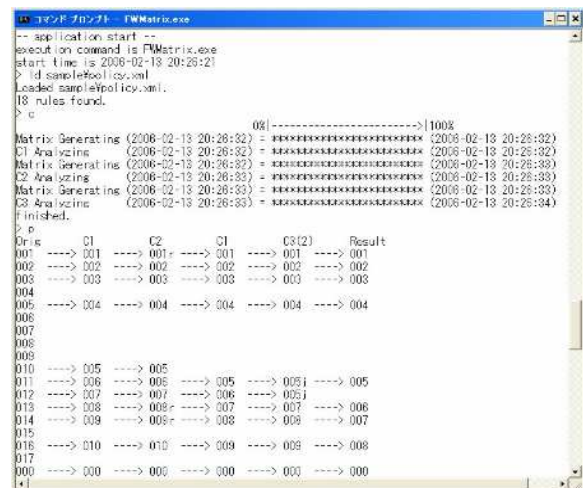 コマンド プロンプト - FWMatrix.exe
-- application start --
execution command is FWMatrix.exe
start time is 2006-02-13 20:26:21
> ld sample¥policy.xml
Loaded sample¥policy.xml.
18 rules found.
> c
0%|------------------------->|100%
Matrix Generating (2006-02-13 20:26:32) = ************************** (2006-02-13 20:26:32)
C1 Analyzing (2006-02-13 20:26:32) = ************************** (2006-02-13 20:26:32)
Matrix Generating (2006-02-13 20:26:32) = ************************** (2006-02-13 20:26:33)
C2 Analyzing (2006-02-13 20:26:33) = ************************** (2006-02-13 20:26:33)
Matrix Generating (2006-02-13 20:26:33) = ************************** (2006-02-13 20:26:33)
C3 Analyzing (2006-02-13 20:26:33) = ************************** (2006-02-13 20:26:34)
finished.
> p
Orig C1 C2 C1 C3(2) Result
001 ----> 001 ----> 001r ----> 001 ----> 001 ----> 001
002 ----> 002 ----> 002 ----> 002 ----> 002 ----> 002
003 ----> 003 ----> 003 ----> 003 ----> 003 ----> 003
004
005 ----> 004 ----> 004 ----> 004 ----> 004 ----> 004
006
007
008
009
010 ----> 005 ----> 005
011 ----> 006 ----> 006 ----> 005 ----> 005j ----> 005
012 ----> 007 ----> 007 ----> 006 ----> 005j
013 ----> 008 ----> 008r ----> 007 ----> 007 ----> 006
014 ----> 009 ----> 009r ----> 008 ----> 008 ----> 007
015
016 ----> 010 ----> 010 ----> 009 ----> 009 ----> 008
017
000 ----> 000 ----> 000 ----> 000 ----> 000 ----> 000